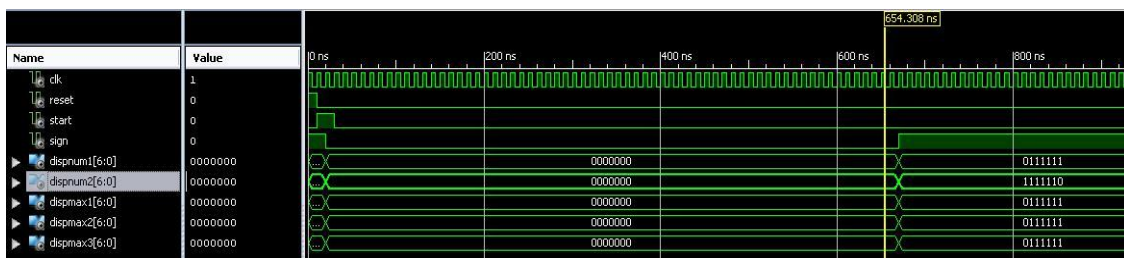 654.308 ns
Name Value 0 ns 200 ns 400 ns 600 ns 800 ns
clk 1
reset 0
start 0
sign 0
dispnum1[6:0] 0000000 ... 0000000 0111111
dispnum2[6:0] 0000000 ... 0000000 1111110
dispmax1[6:0] 0000000 ... 0000000 0111111
dispmax2[6:0] 0000000 ... 0000000 0111111
dispmax3[6:0] 0000000 ... 0000000 0111111